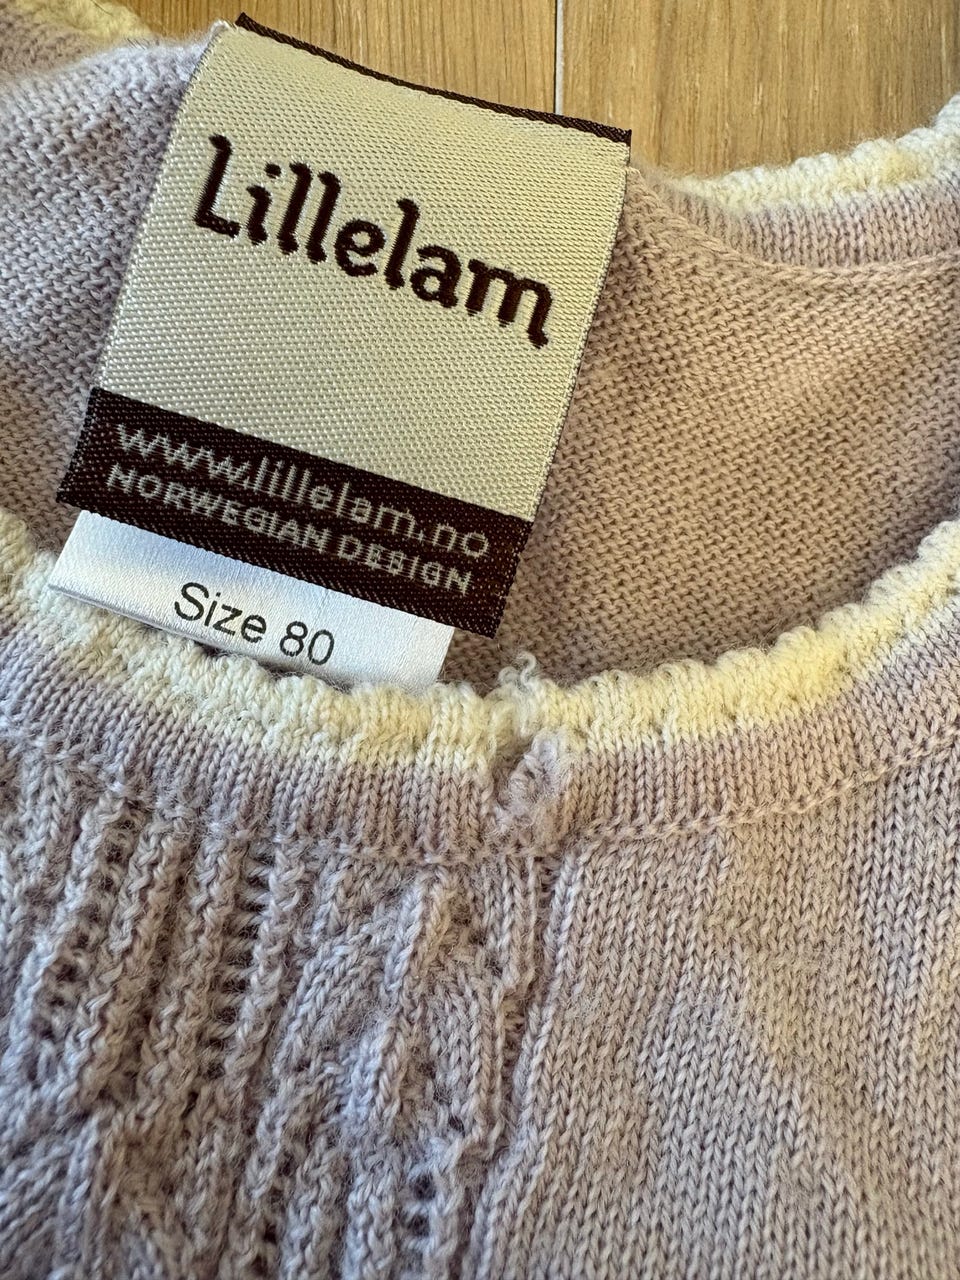 Lillelam
www.lillelam.no
NORWEGIAN DESIGN
Size 80